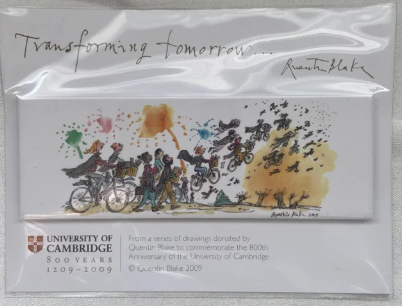 Transforming tomorrow...
Quentin Blake
Quentin Blake 2009
UNIVERSITY OF
CAMBRIDGE
800 YEARS
1209–2009
From a series of drawings donated by
Quentin Blake to commemorate the 800th
Anniversary of the University of Cambridge
© Quentin Blake 2009